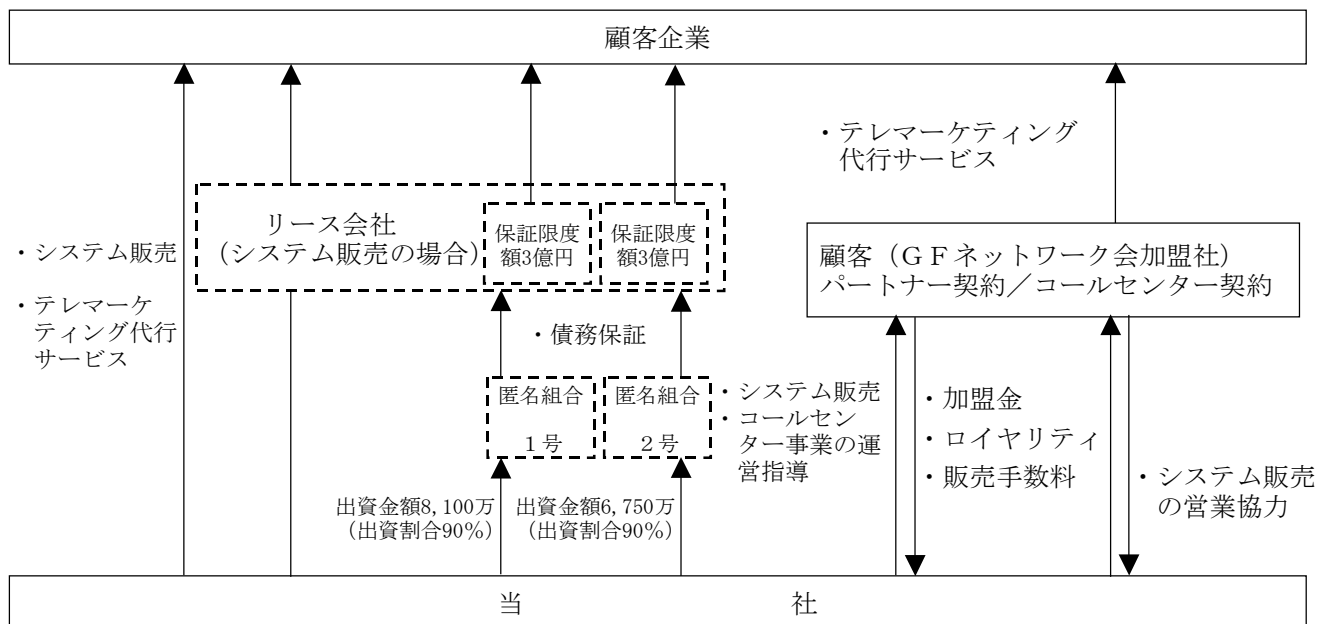 顧客企業
・テレマーケティング
代行サービス
リース会社
(システム販売の場合)
保証限度
額3億円
保証限度
額3億円
・システム販売
・テレマーケ
ティング代行
サービス
顧客（ＧＦネットワーク会加盟社）
パートナー契約／コールセンター契約
・債務保証
匿名組合
１号
匿名組合
２号
・システム販売
・コールセン
ター事業の運
営指導
・加盟金
・ロイヤリティ
・販売手数料
・システム販売
の営業協力
出資金額8,100万
（出資割合90％）
出資金額6,750万
（出資割合90％）
当　社